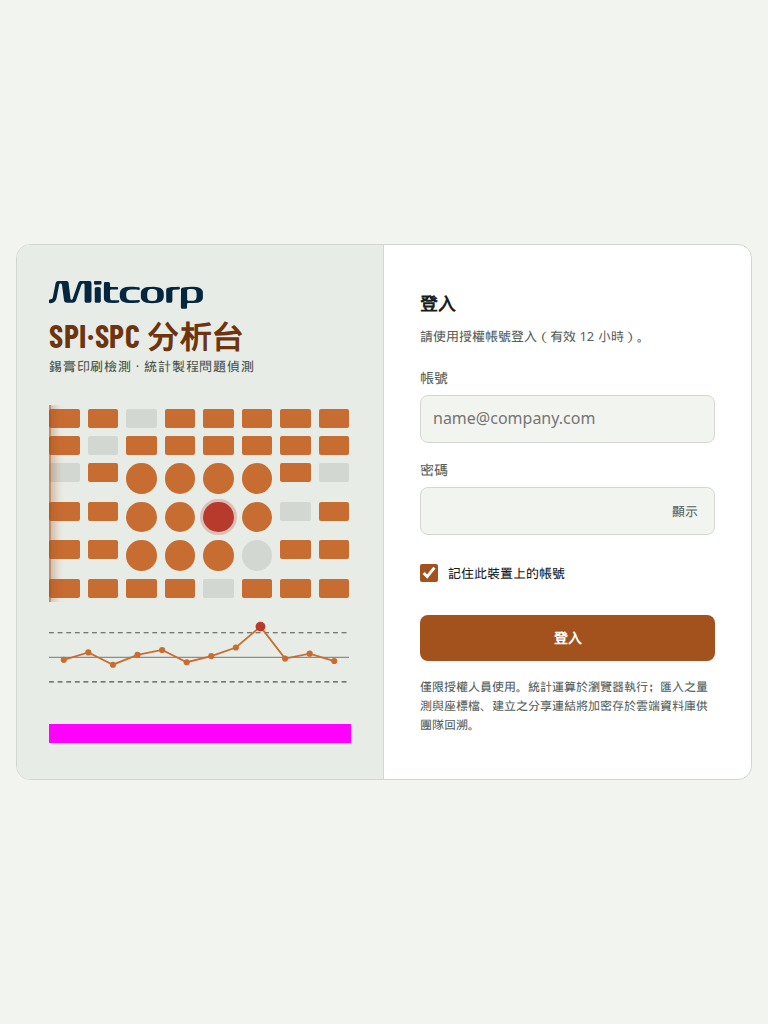 Mitcorp
SPI·SPC 分析台
錫膏印刷檢測 · 統計製程問題偵測
登入
請使用授權帳號登入（有效 12 小時）。
帳號
name@company.com
密碼
顯示
記住此裝置上的帳號
登入
僅限授權人員使用。統計運算於瀏覽器執行；匯入之量
測與座標檔、建立之分享連結將加密存於雲端資料庫供
團隊回溯。